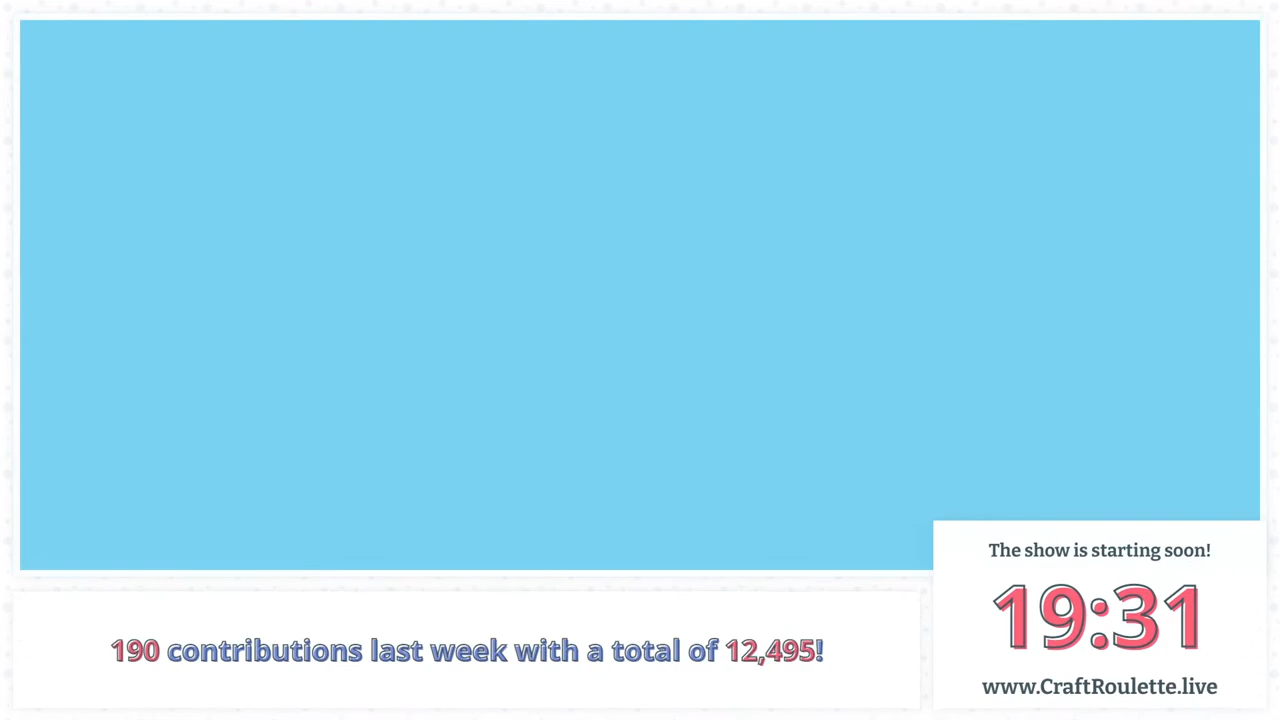 The show is starting soon!
19:31
190 contributions last week with a total of 12,495!
www.CraftRoulette.live